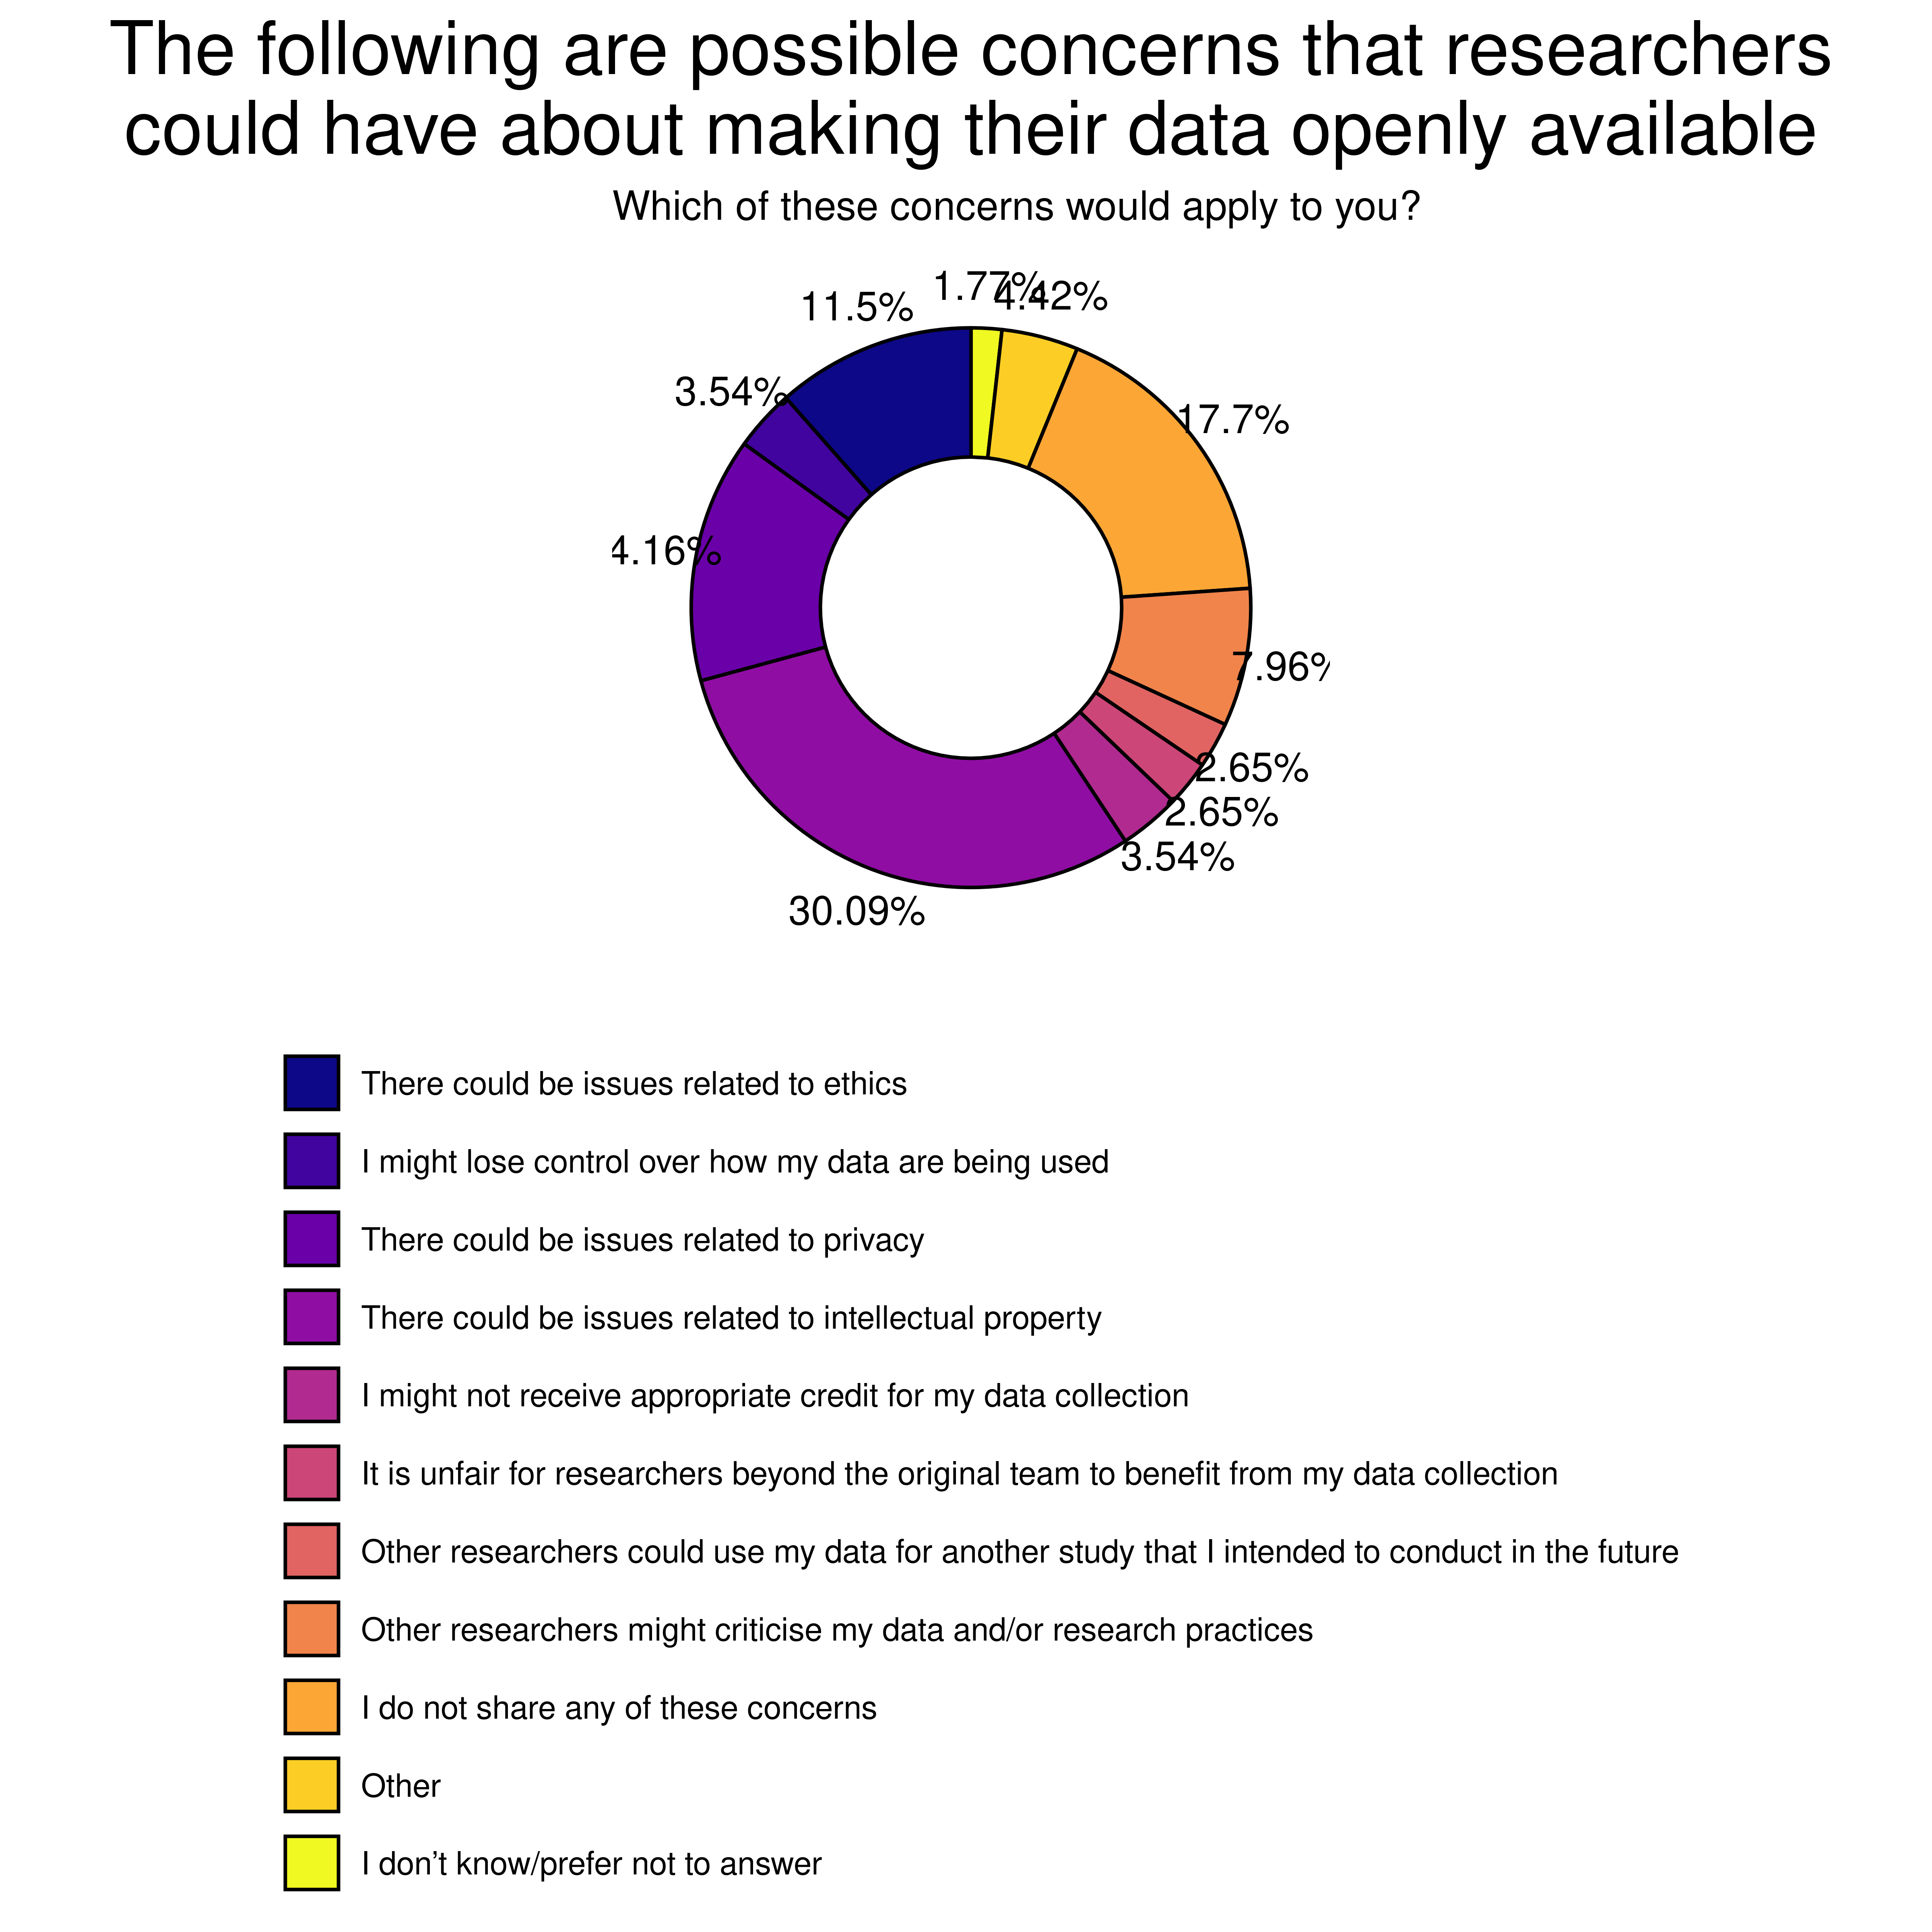 The following are possible concerns that researchers
could have about making their data openly available
Which of these concerns would apply to you?
1.77%
4.42%
11.5%
3.54%
17.7%
4.16%
7.96%
2.65%
2.65%
3.54%
30.09%
There could be issues related to ethics
I might lose control over how my data are being used
There could be issues related to privacy
There could be issues related to intellectual property
I might not receive appropriate credit for my data collection
It is unfair for researchers beyond the original team to benefit from my data collection
Other researchers could use my data for another study that I intended to conduct in the future
Other researchers might criticise my data and/or research practices
I do not share any of these concerns
Other
I don’t know/prefer not to answer